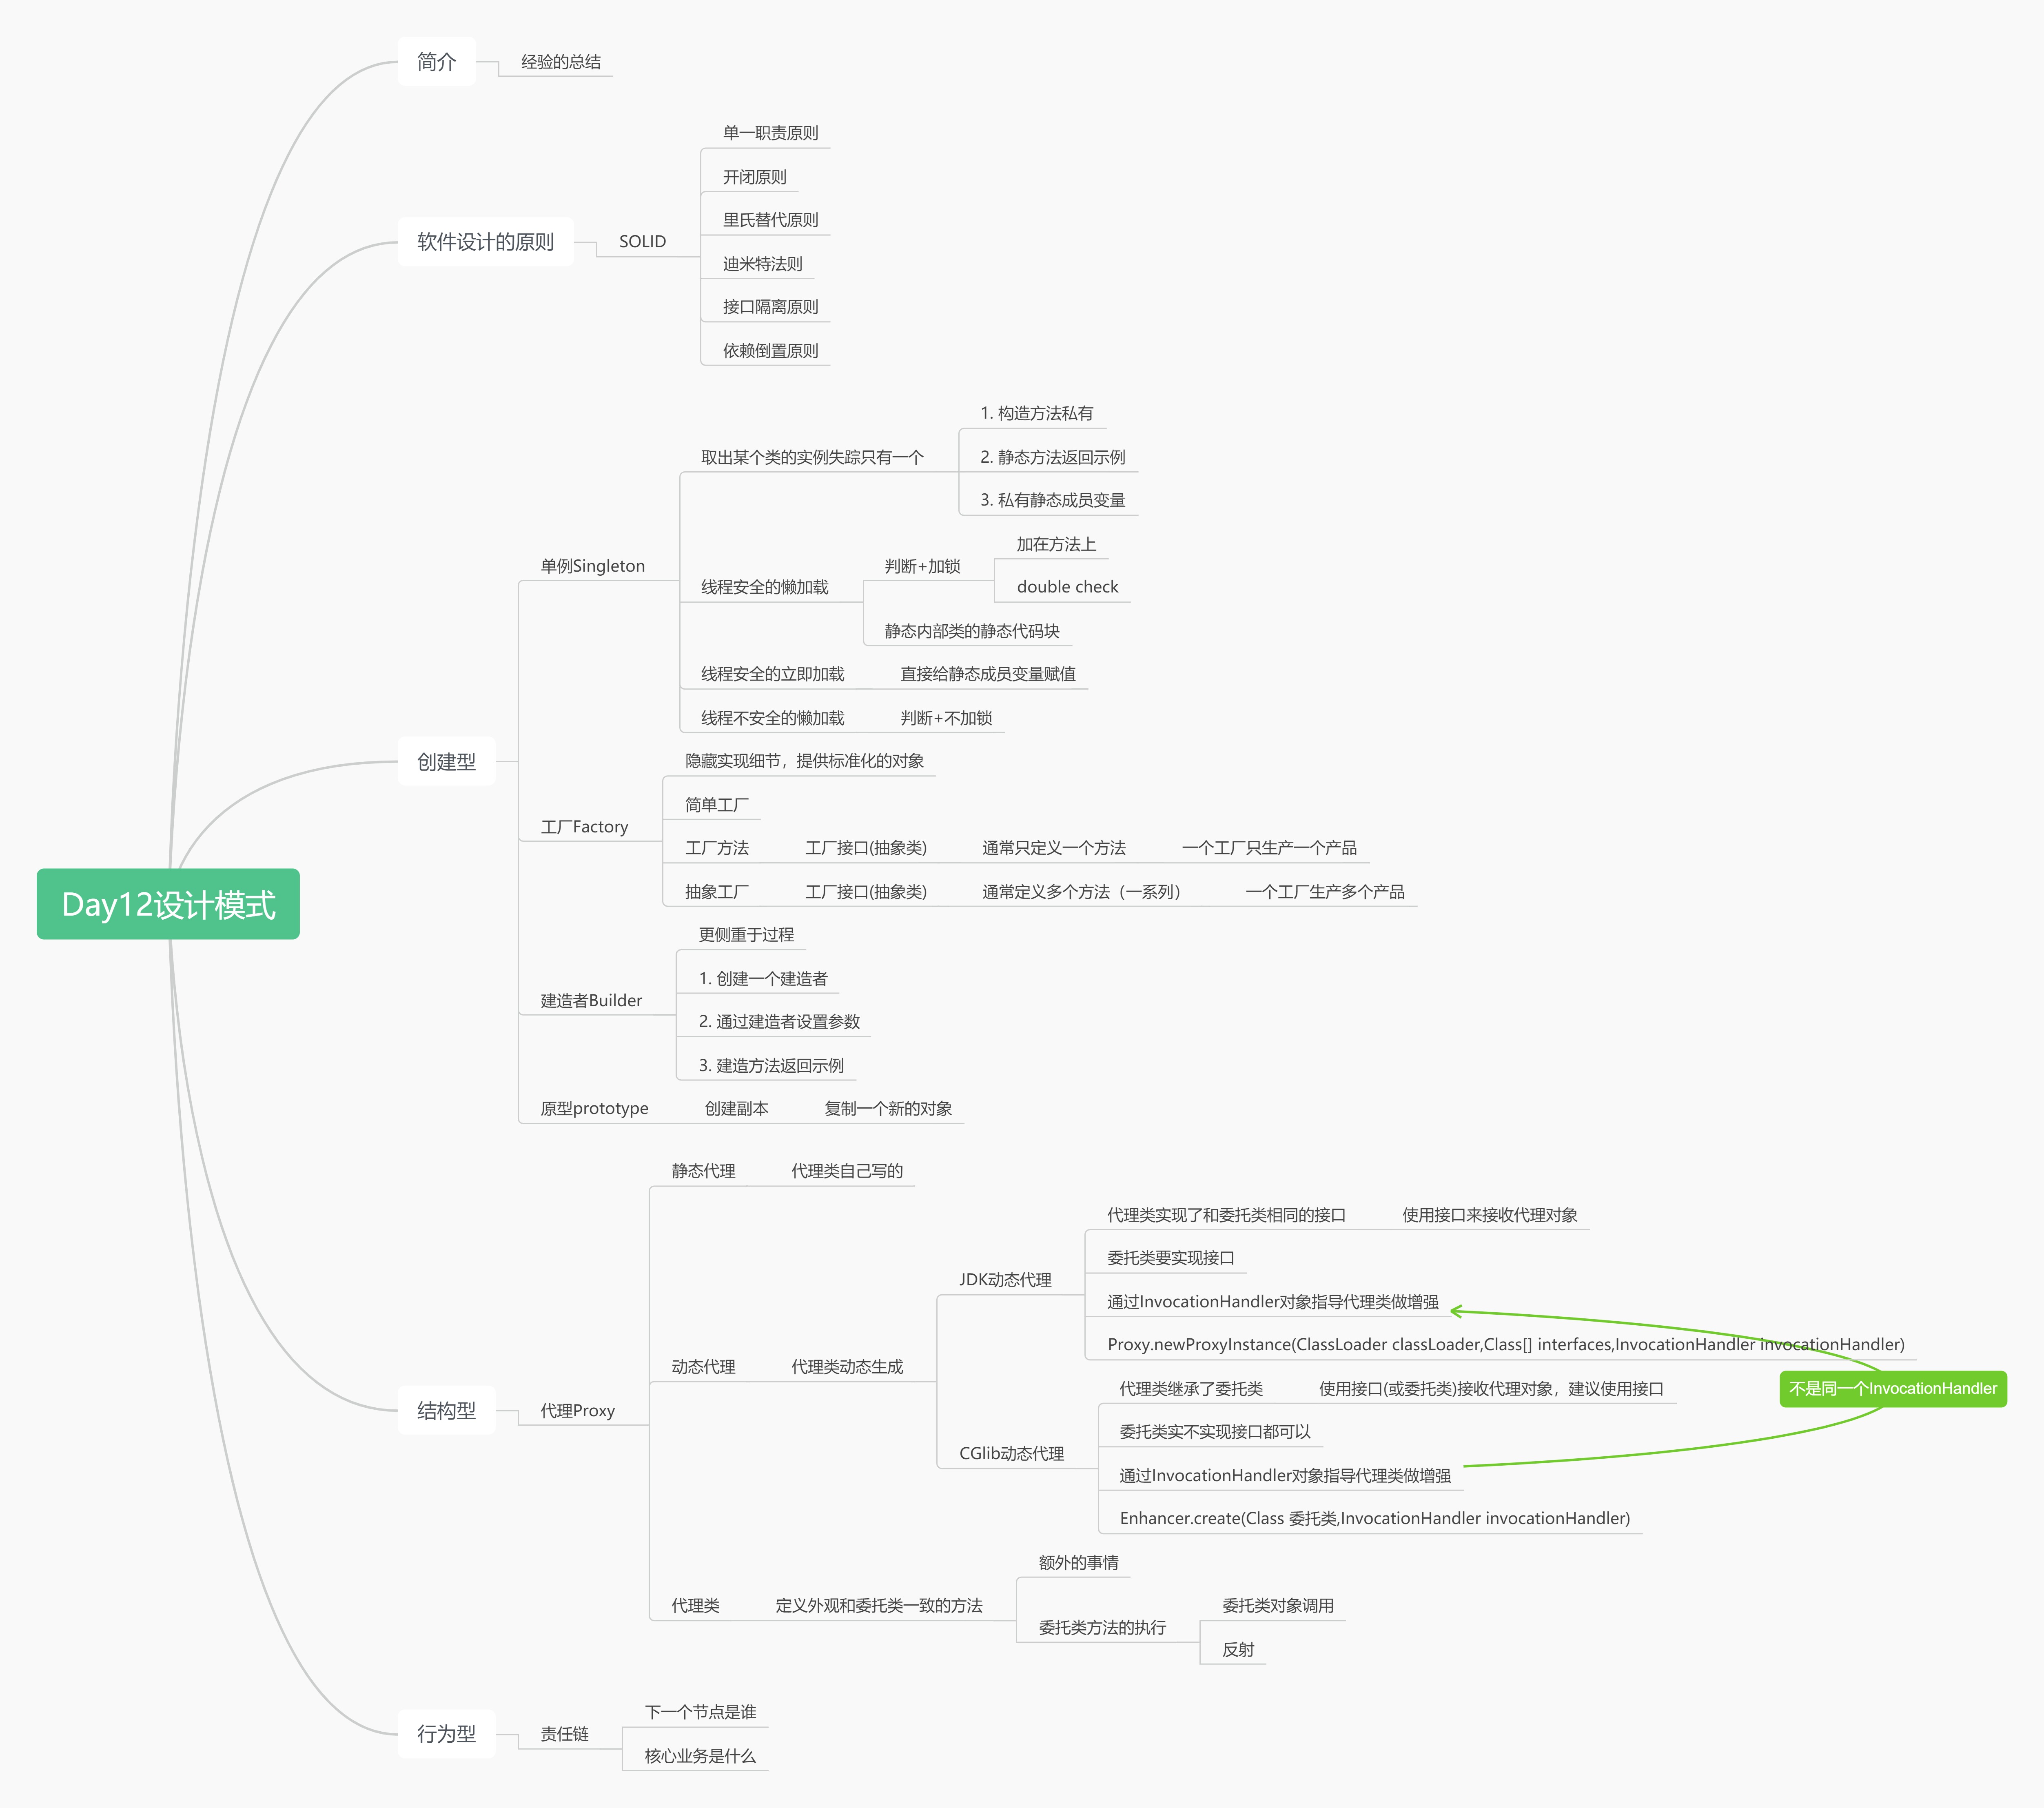 Day12设计模式
简介
经验的总结
软件设计的原则
SOLID
单一职责原则
开闭原则
里氏替代原则
迪米特法则
接口隔离原则
依赖倒置原则
创建型
单例Singleton
取出某个类的实例失踪只有一个
1. 构造方法私有
2. 静态方法返回示例
3. 私有静态成员变量
线程安全的懒加载
判断+加锁
加在方法上
double check
静态内部类的静态代码块
线程安全的立即加载
直接给静态成员变量赋值
线程不安全的懒加载
判断+不加锁
工厂Factory
隐藏实现细节，提供标准化的对象
简单工厂
工厂方法
工厂接口(抽象类)
通常只定义一个方法
一个工厂只生产一个产品
抽象工厂
工厂接口(抽象类)
通常定义多个方法（一系列）
一个工厂生产多个产品
建造者Builder
更侧重于过程
1. 创建一个建造者
2. 通过建造者设置参数
3. 建造方法返回示例
原型prototype
创建副本
复制一个新的对象
结构型
代理Proxy
静态代理
代理类自己写的
动态代理
代理类动态生成
JDK动态代理
代理类实现了和委托类相同的接口
使用接口来接收代理对象
委托类要实现接口
通过InvocationHandler对象指导代理类做增强
Proxy.newProxyInstance(ClassLoader classLoader,Class[] interfaces,InvocationHandler invocationHandler)
不是同一个InvocationHandler
CGlib动态代理
代理类继承了委托类
使用接口(或委托类)接收代理对象，建议使用接口
委托类实不实现接口都可以
通过InvocationHandler对象指导代理类做增强
Enhancer.create(Class 委托类,InvocationHandler invocationHandler)
代理类
定义外观和委托类一致的方法
额外的事情
委托类方法的执行
委托类对象调用
反射
行为型
责任链
下一个节点是谁
核心业务是什么